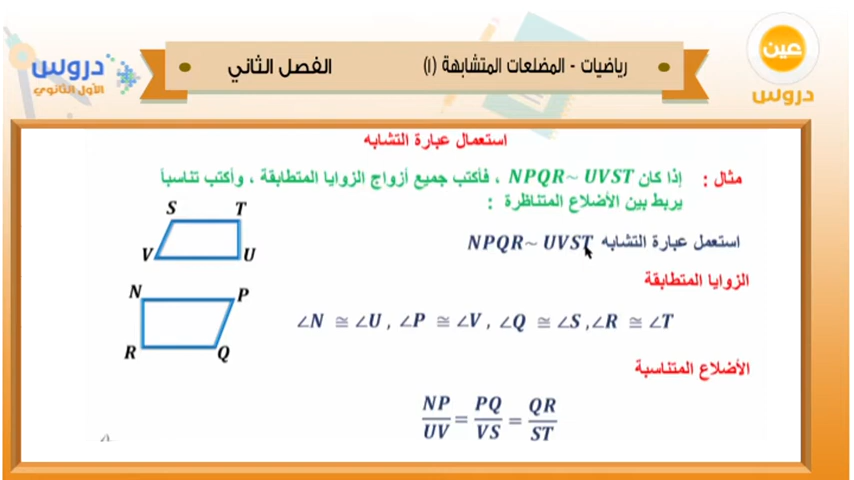 دروس
الأول الثانوي
رياضيات - المضلعات المتشابهة (١)
الفصل الثاني
عين
دروس
استعمال عبارة التشابه
مثال : إذا كان NPQR~ UVST ، فأكتب جميع أزواج الزوايا المتطابقة ، وأكتب تناسباً
يربط بين الأضلاع المتناظرة :
S T
V U
استعمل عبارة التشابه NPQR~ UVST
الزوايا المتطابقة
N P
R Q
∠N ≅ ∠U , ∠P ≅ ∠V , ∠Q ≅ ∠S ,∠R ≅ ∠T
الأضلاع المتناسبة
NP/UV = PQ/VS = QR/ST